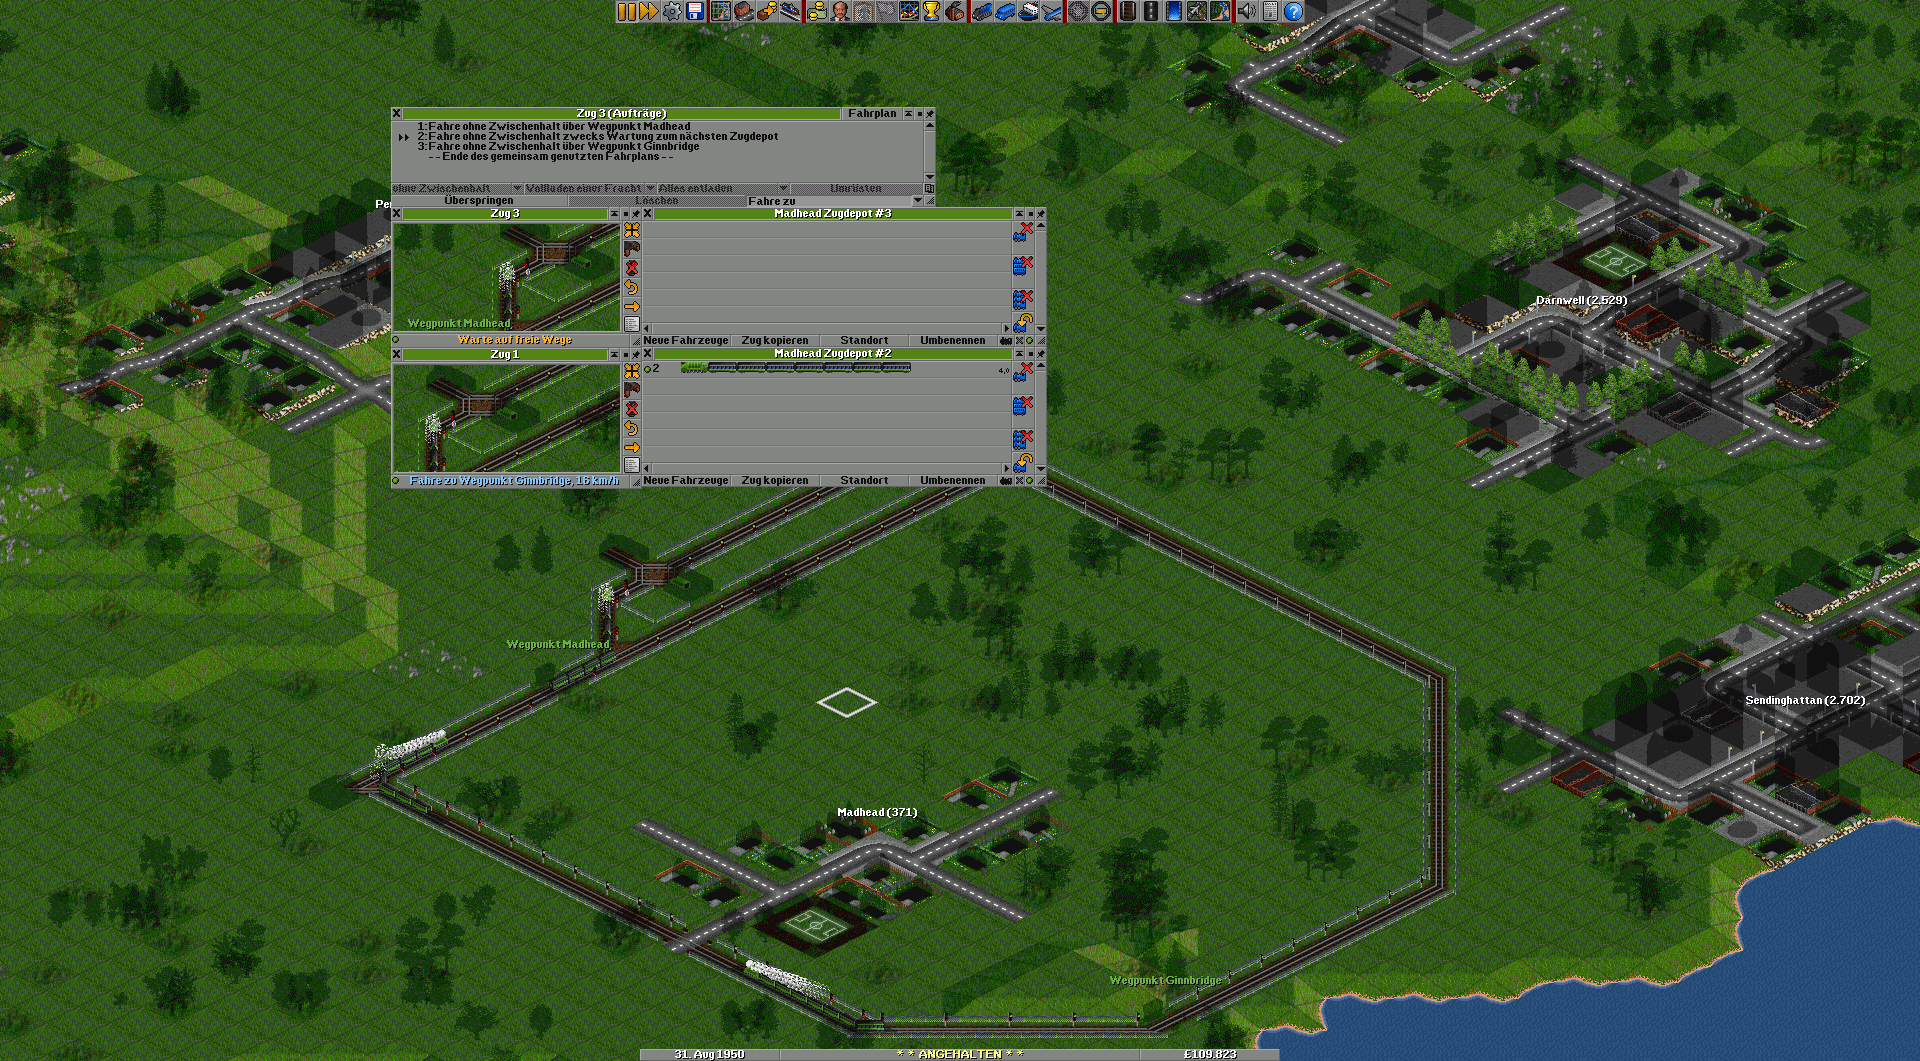 Zug 3 (Aufträge)
Fahrplan
1: Fahre ohne Zwischenhalt über Wegpunkt Madhead
2: Fahre ohne Zwischenhalt zwecks Wartung zum nächsten Zugdepot
3: Fahre ohne Zwischenhalt über Wegpunkt Ginnbridge
- - Ende des gemeinsam genutzten Fahrplans - -
ohne Zwischenhalt
Vollladen einer Fracht
Alles entladen
Umrüsten
Überspringen
Löschen
Fahre zu
Pe
Zug 3
Madhead Zugdepot #3
Wegpunkt Madhead
Warte auf freie Wege
Neue Fahrzeuge
Zug kopieren
Standort
Umbenennen
Zug 1
Madhead Zugdepot #2
2
4,0
Fahre zu Wegpunkt Ginnbridge, 16 km/h
Neue Fahrzeuge
Zug kopieren
Standort
Umbenennen
Darnwell (2.529)
Wegpunkt Madhead
Sendinghattan (2.702)
Madhead (371)
Wegpunkt Ginnbridge
31. Aug 1950
* * ANGEHALTEN * *
£109.823